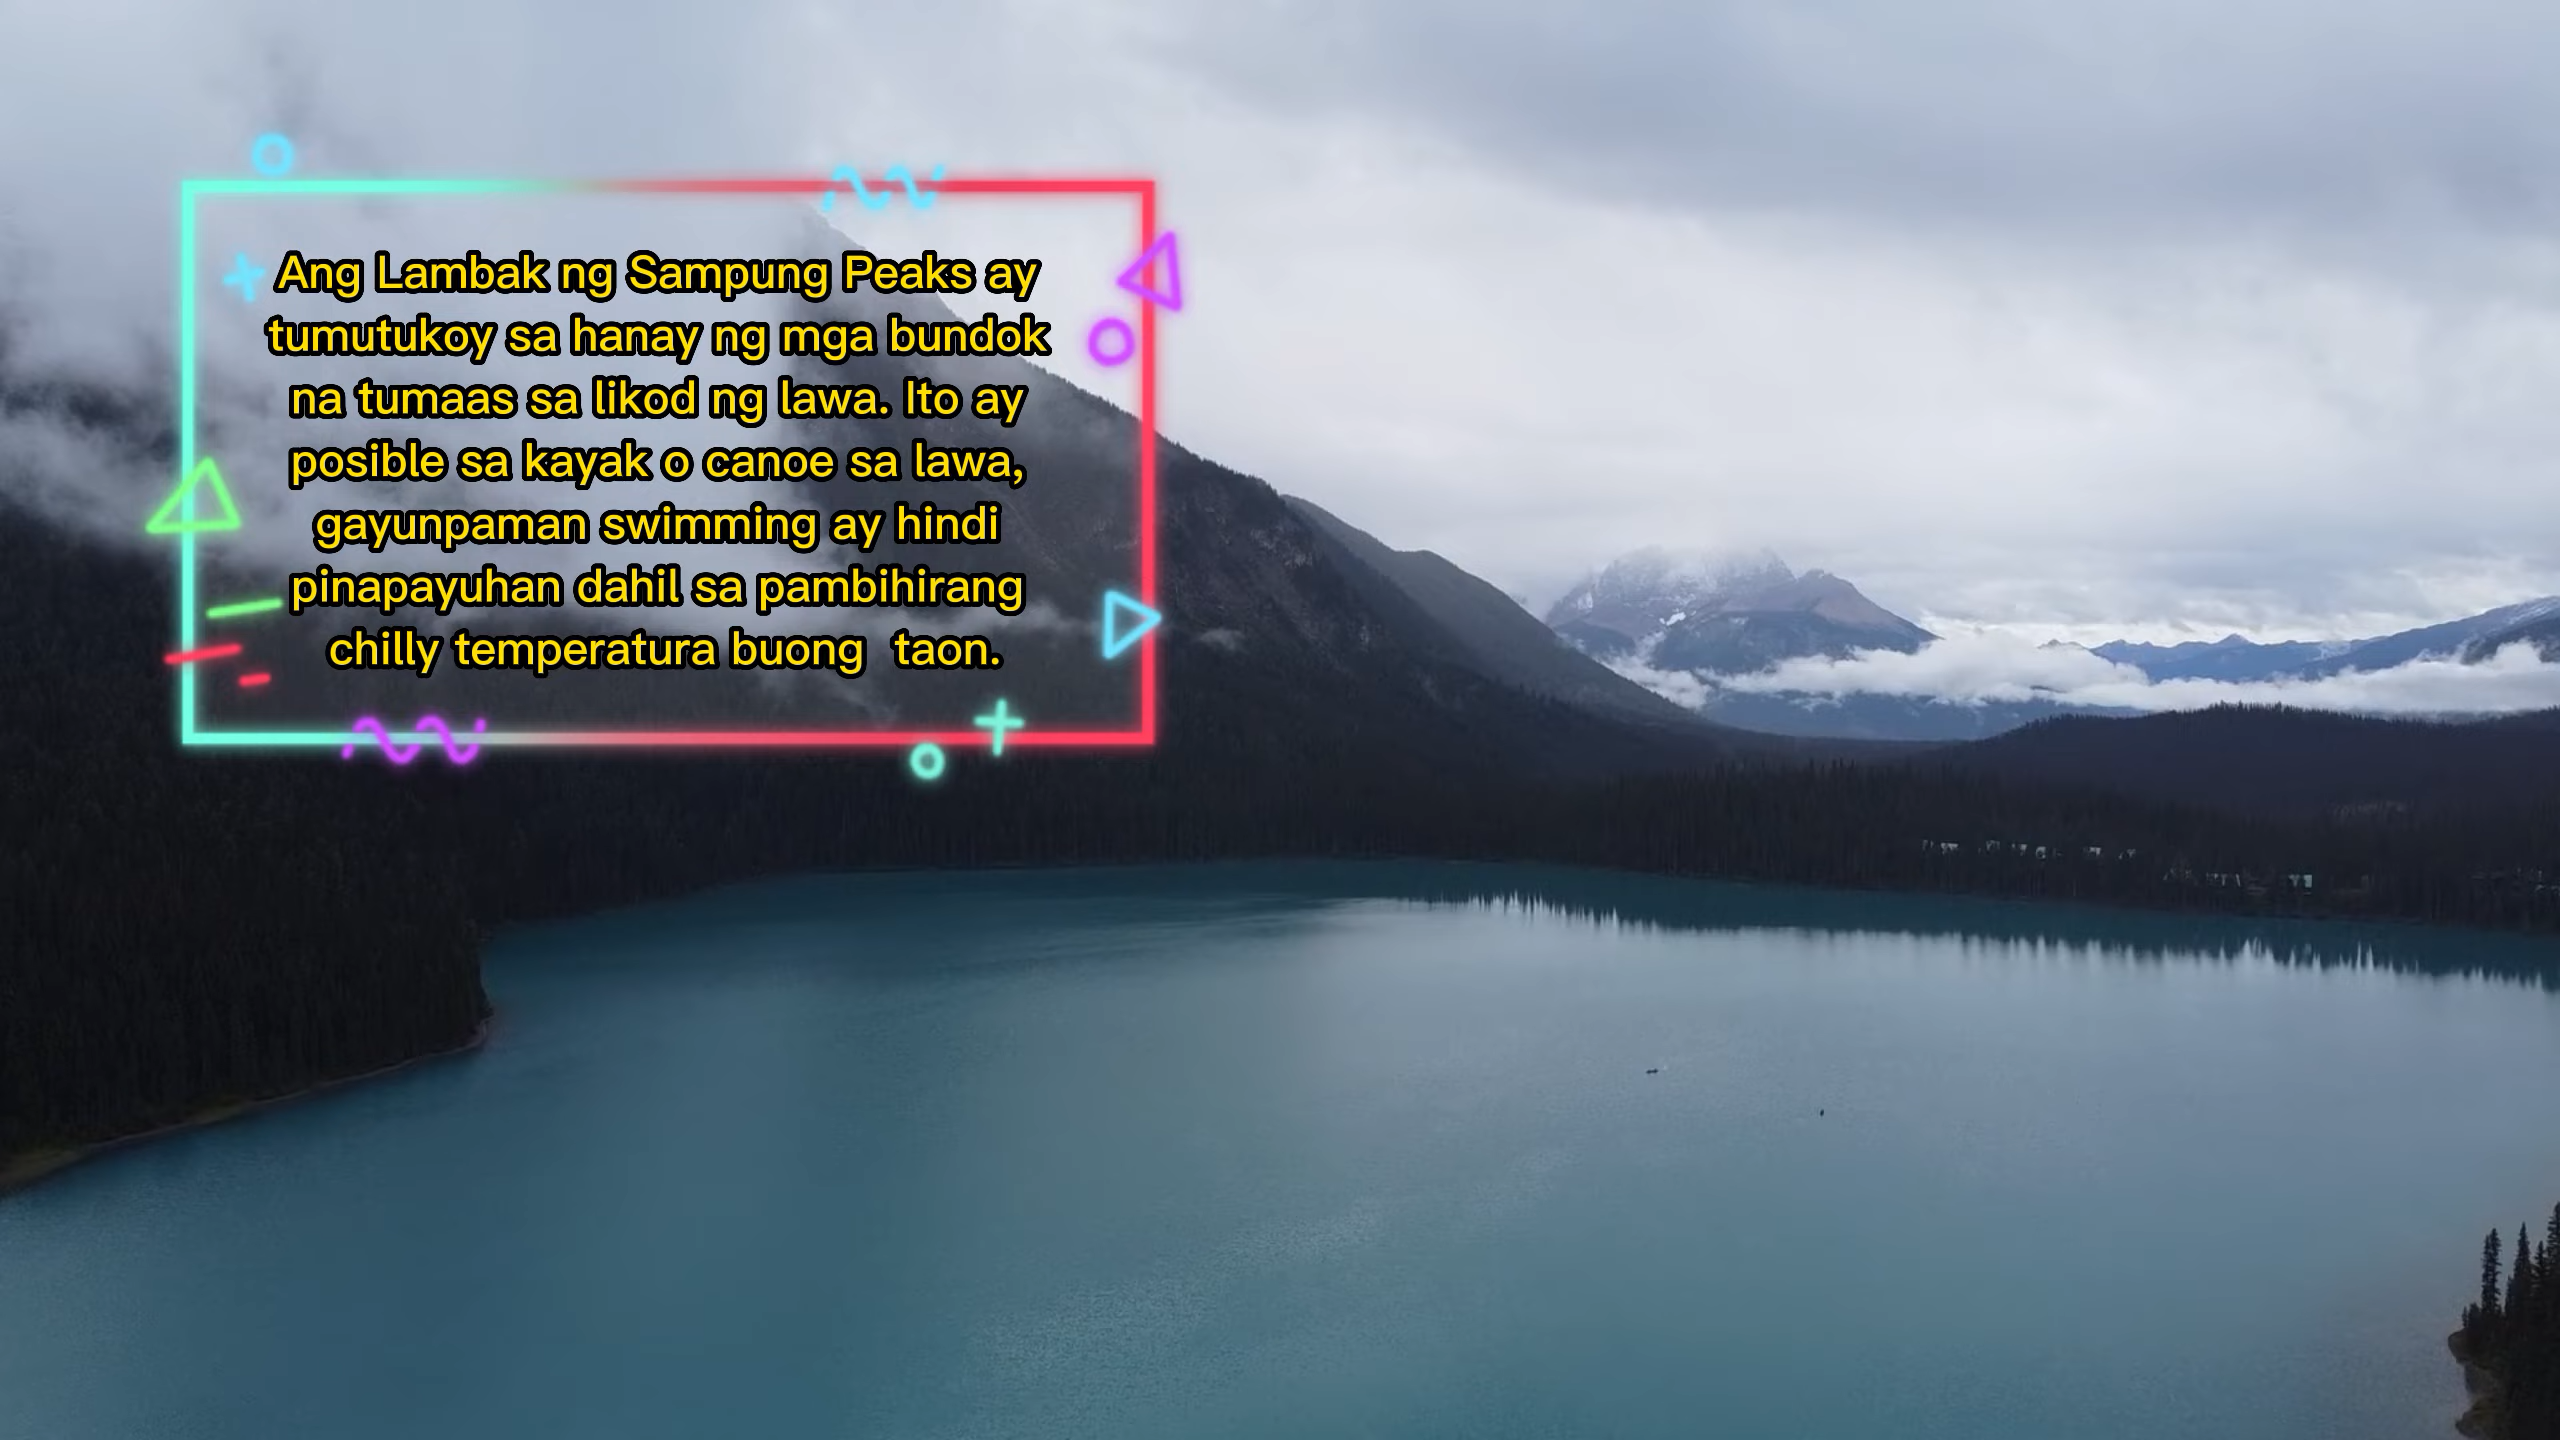 Ang Lambak ng Sampung Peaks ay
tumutukoy sa hanay ng mga bundok
na tumaas sa likod ng lawa. Ito ay
posible sa kayak o canoe sa lawa,
gayunpaman swimming ay hindi
pinapayuhan dahil sa pambihirang
chilly temperatura buong  taon.